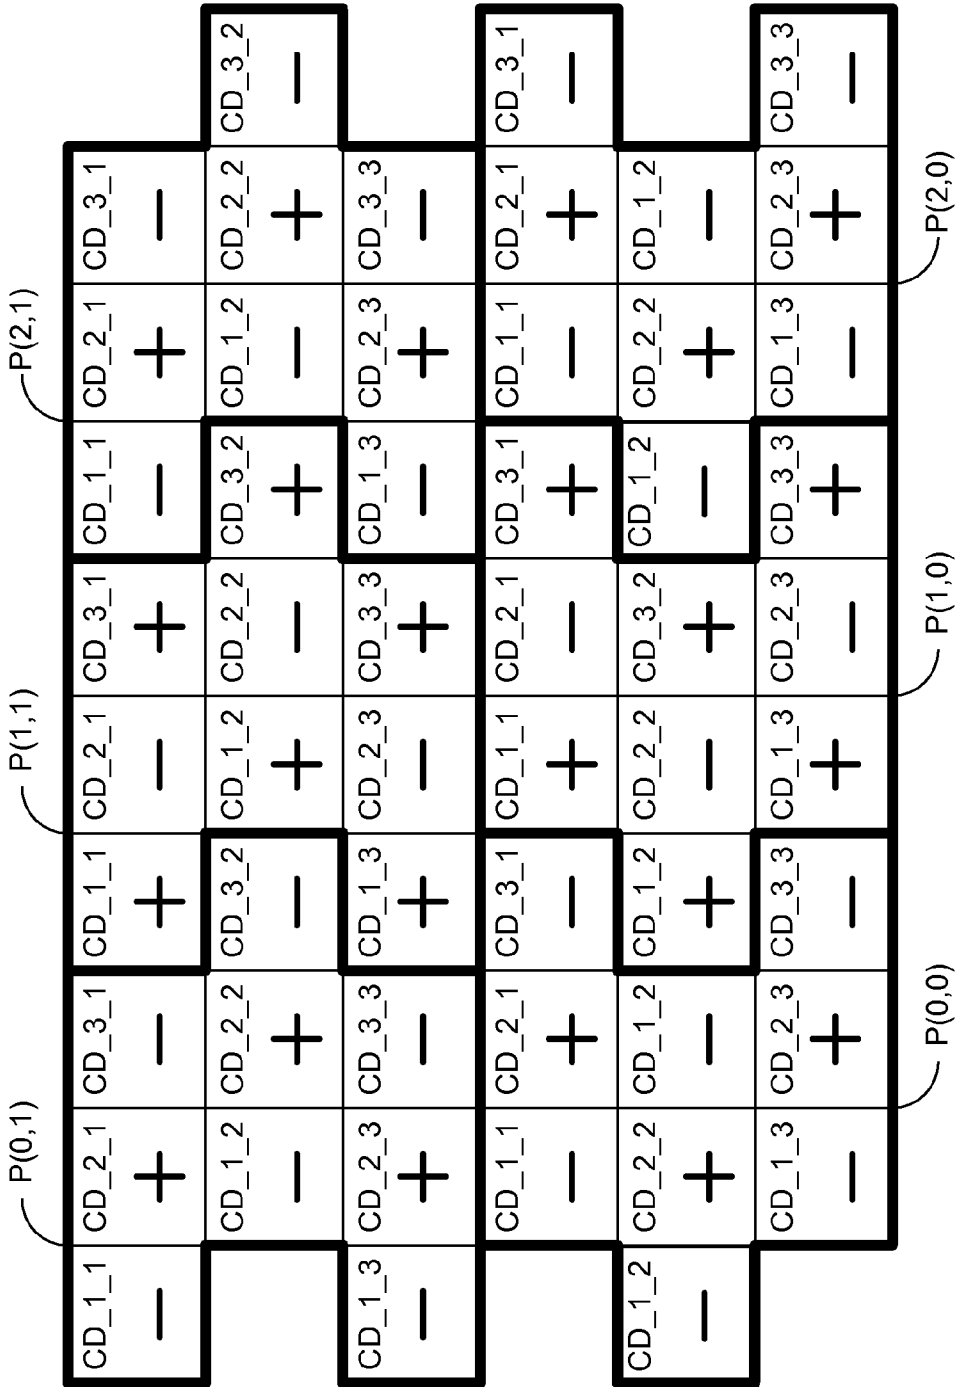 P(0,1) P(1,1) P(2,1)
CD_1_1 CD_2_1 CD_3_1 CD_1_1 CD_2_1 CD_3_1 CD_1_1 CD_2_1 CD_3_1
− + − + − + − + −
CD_1_2 CD_2_2 CD_3_2 CD_1_2 CD_2_2 CD_3_2 CD_1_2 CD_2_2 CD_3_2
− + − + − + − + −
CD_1_3 CD_2_3 CD_3_3 CD_1_3 CD_2_3 CD_3_3 CD_1_3 CD_2_3 CD_3_3
− + − + − + − + −
CD_1_1 CD_2_1 CD_3_1 CD_1_1 CD_2_1 CD_3_1 CD_1_1 CD_2_1 CD_3_1
− + − + − + − + −
CD_1_2 CD_2_2 CD_1_2 CD_1_2 CD_2_2 CD_3_2 CD_1_2 CD_2_2 CD_1_2
− + − + − + − + −
CD_1_3 CD_2_3 CD_3_3 CD_1_3 CD_2_3 CD_3_3 CD_1_3 CD_2_3 CD_3_3
− + − + − + − + −
P(0,0) P(1,0) P(2,0)